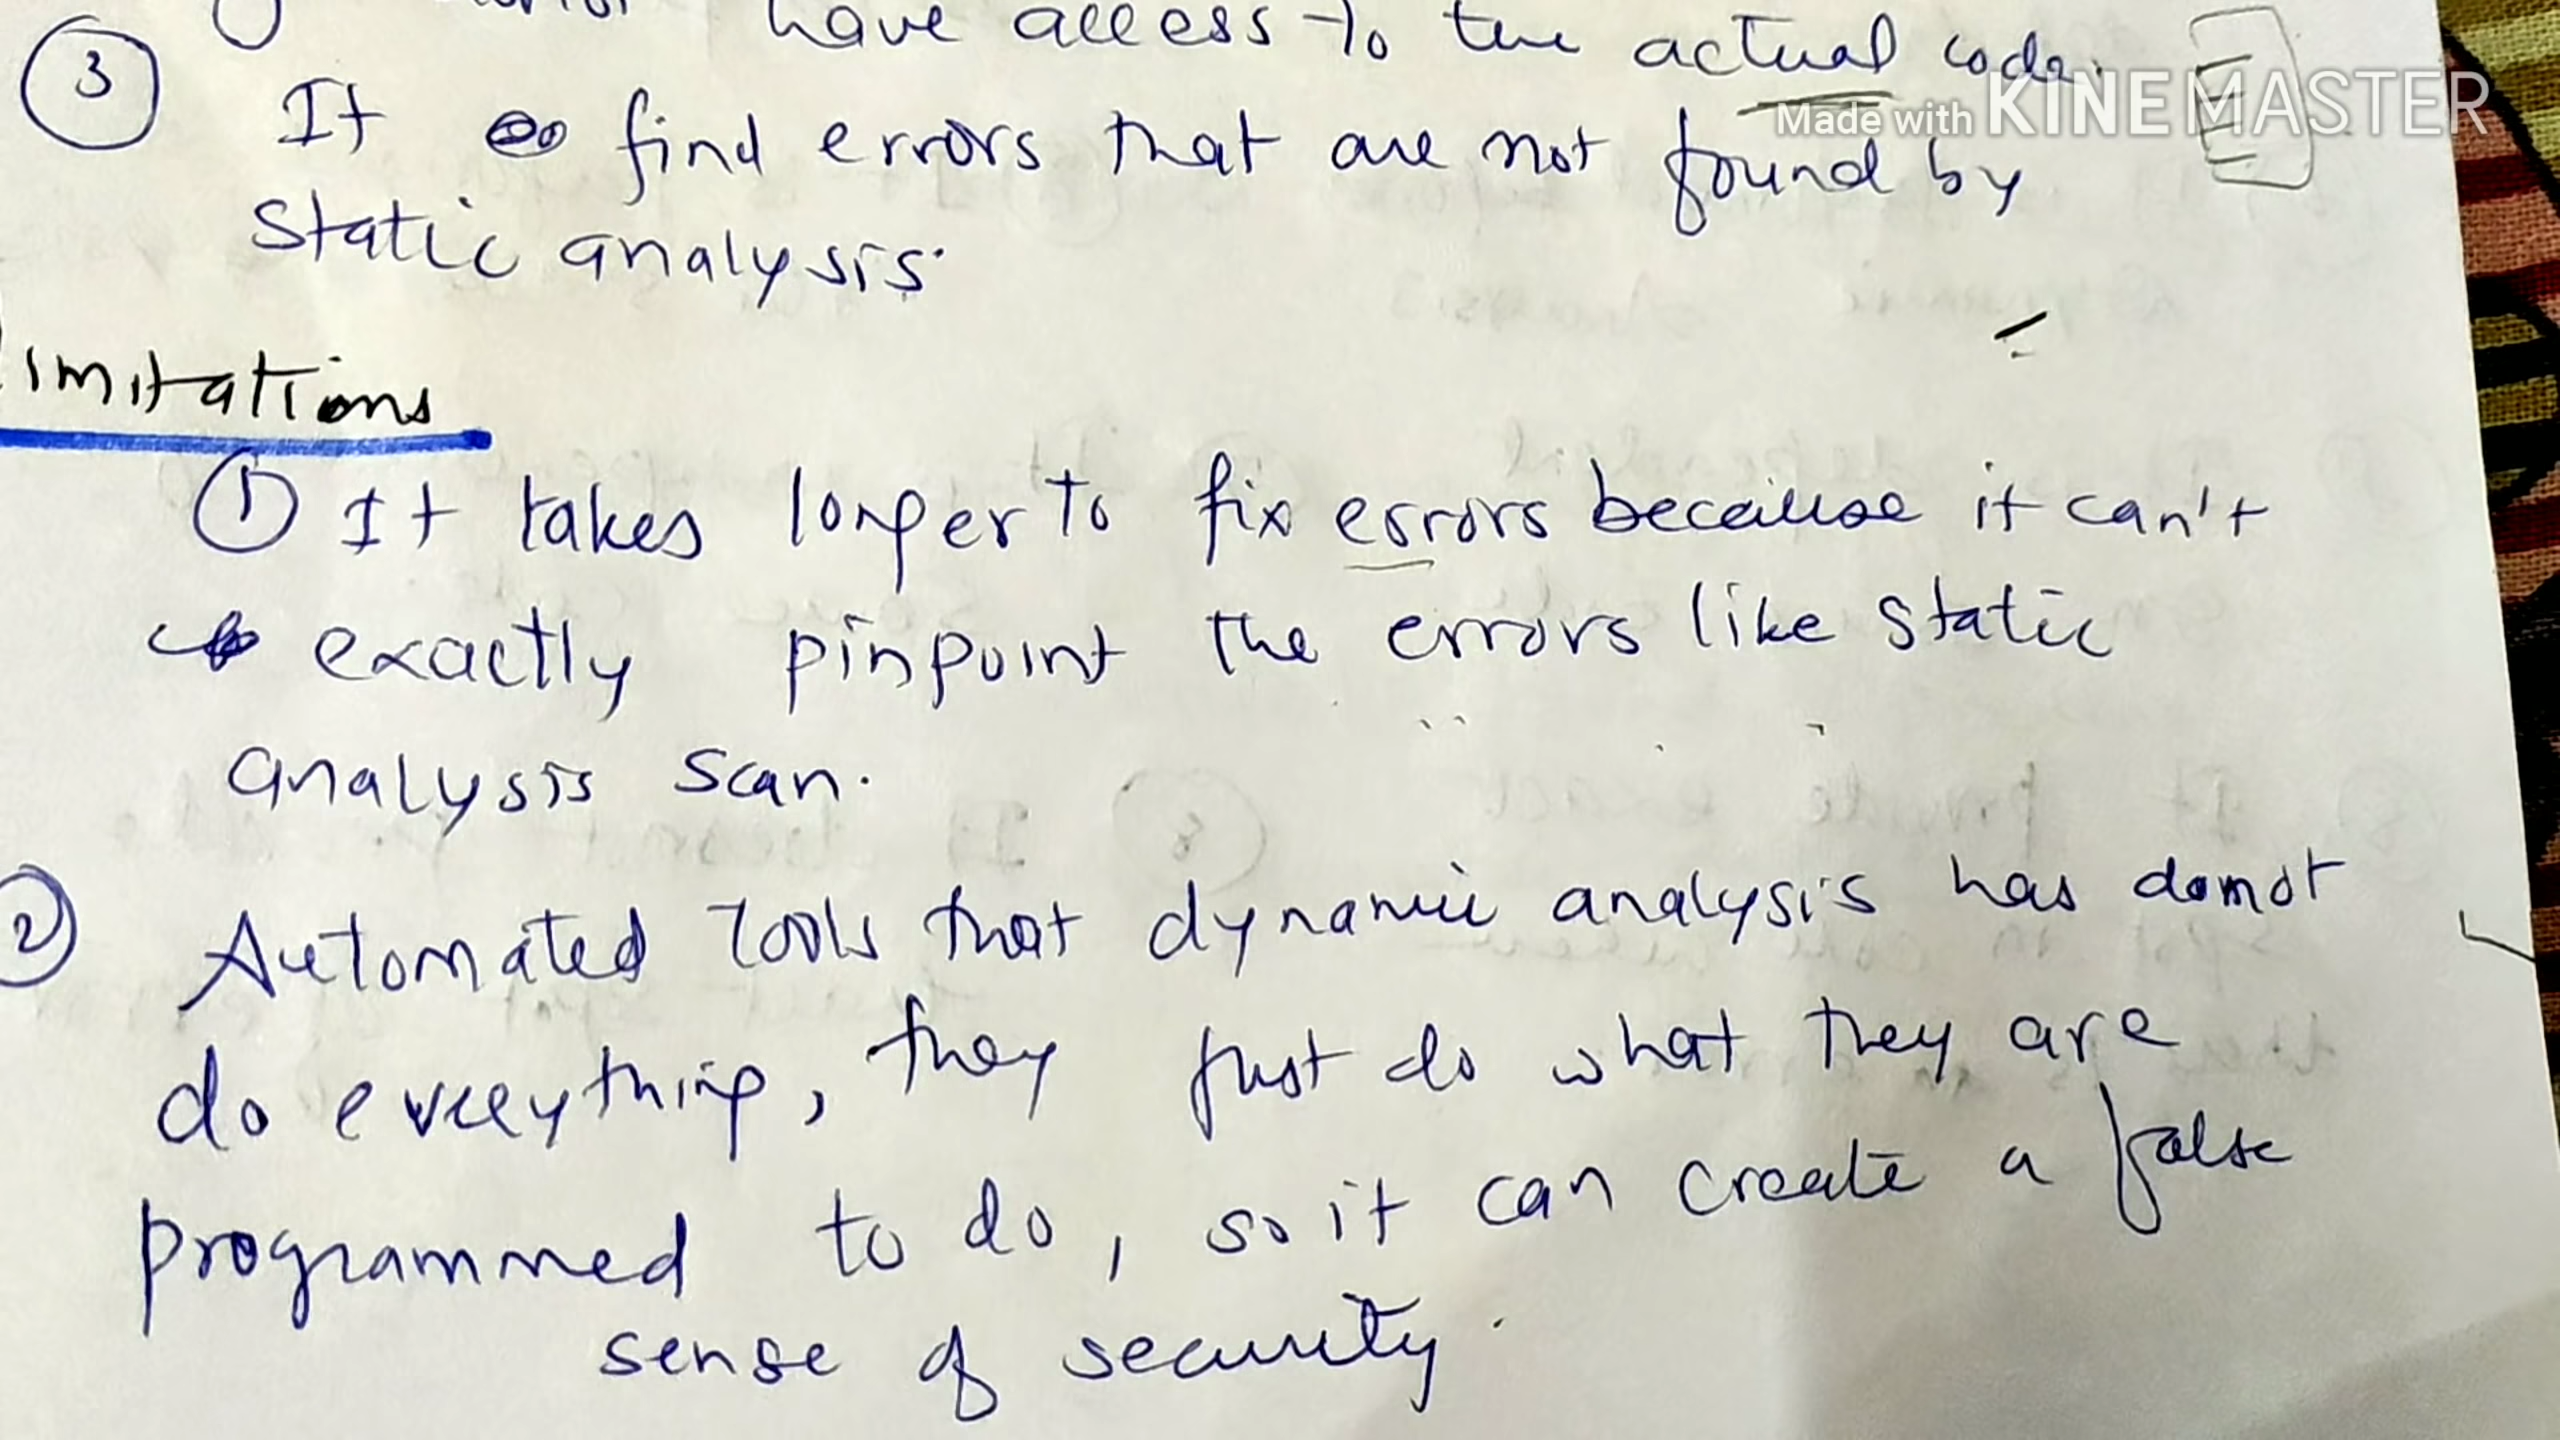 have access to the actual code.
Made with KINEMASTER
3 It find errors that are not found by
static analysis.
imitations
1 It takes longer to fix errors because it can't
exactly pinpoint the errors like static
analysis scan.
2 Automated tools that dynamic analysis has donot
do everything, they just do what they are
programmed to do, so it can create a false
sense of security.